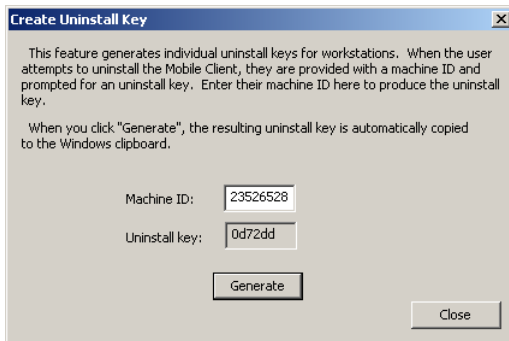 Create Uninstall Key
This feature generates individual uninstall keys for workstations. When the user
attempts to uninstall the Mobile Client, they are provided with a machine ID and
prompted for an uninstall key. Enter their machine ID here to produce the uninstall
key.
When you click "Generate", the resulting uninstall key is automatically copied
to the Windows clipboard.
Machine ID: 23526528
Uninstall key: 0d72dd
Generate
Close